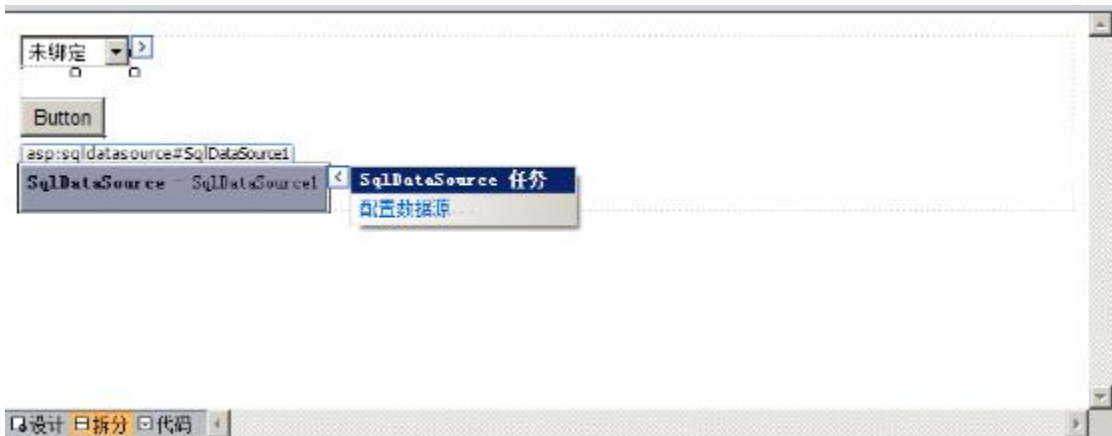 未绑定
Button
asp:sqldatasource#SqlDataSource1
SqlDataSource - SqlDataSource1
SqlDataSource 任务
配置数据源...
设计 拆分 代码